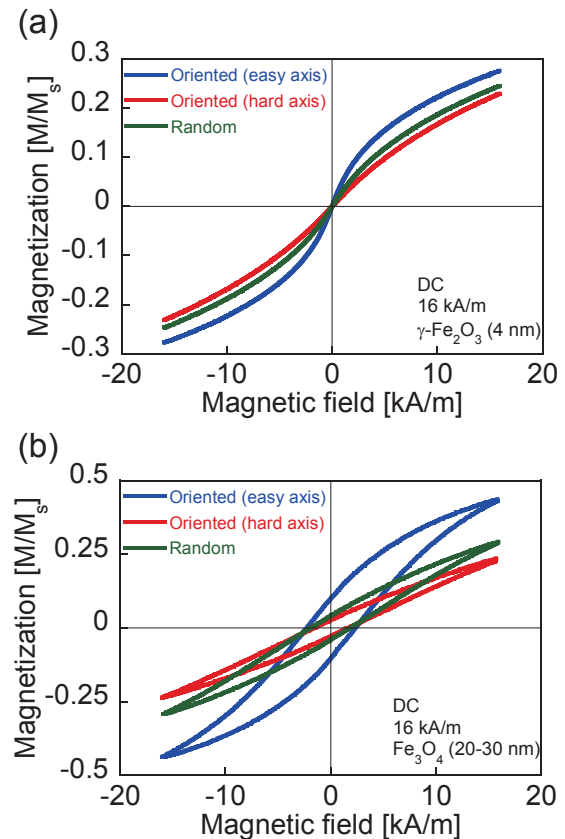 (a)
Magnetization [M/Mₛ]
0.3
0.2
0.1
0
-0.1
-0.2
-0.3
Oriented (easy axis)
Oriented (hard axis)
Random
DC
16 kA/m
γ-Fe₂O₃ (4 nm)
-20 -10 0 10 20
Magnetic field [kA/m]
(b)
Magnetization [M/Mₛ]
0.5
0.25
0
-0.25
-0.5
Oriented (easy axis)
Oriented (hard axis)
Random
DC
16 kA/m
Fe₃O₄ (20-30 nm)
-20 -10 0 10 20
Magnetic field [kA/m]